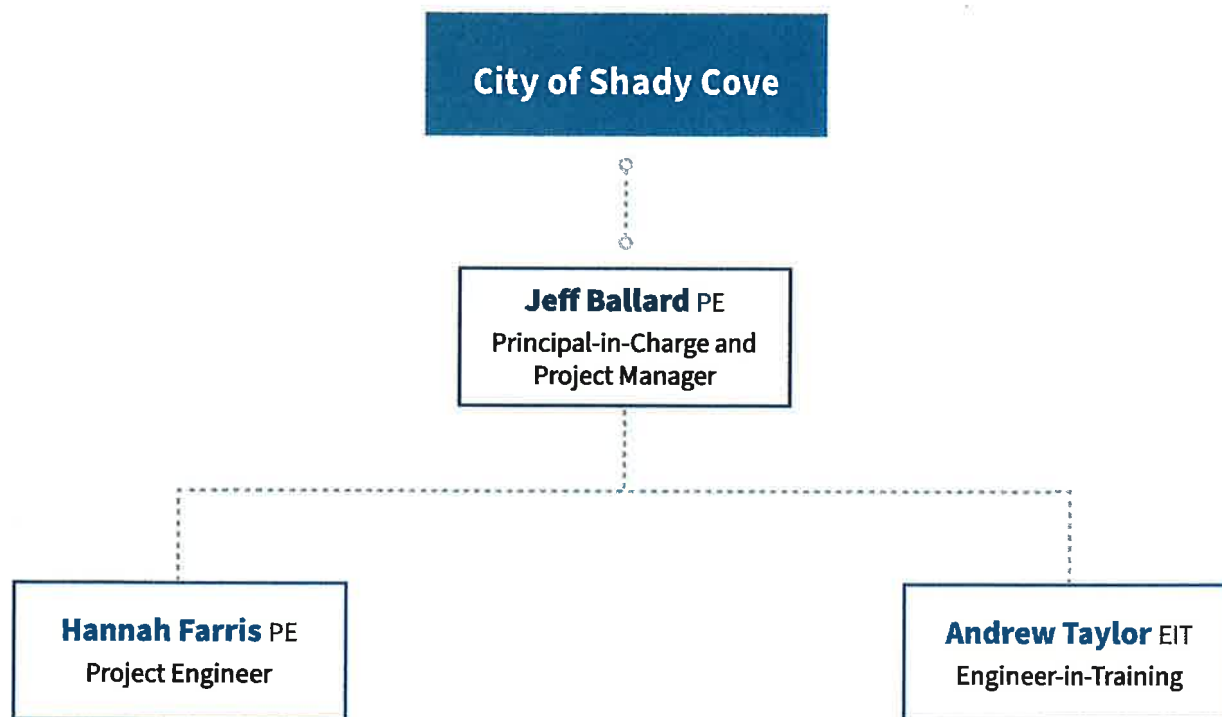 City of Shady Cove
Jeff Ballard PE
Principal-in-Charge and
Project Manager
Hannah Farris PE
Project Engineer
Andrew Taylor EIT
Engineer-in-Training